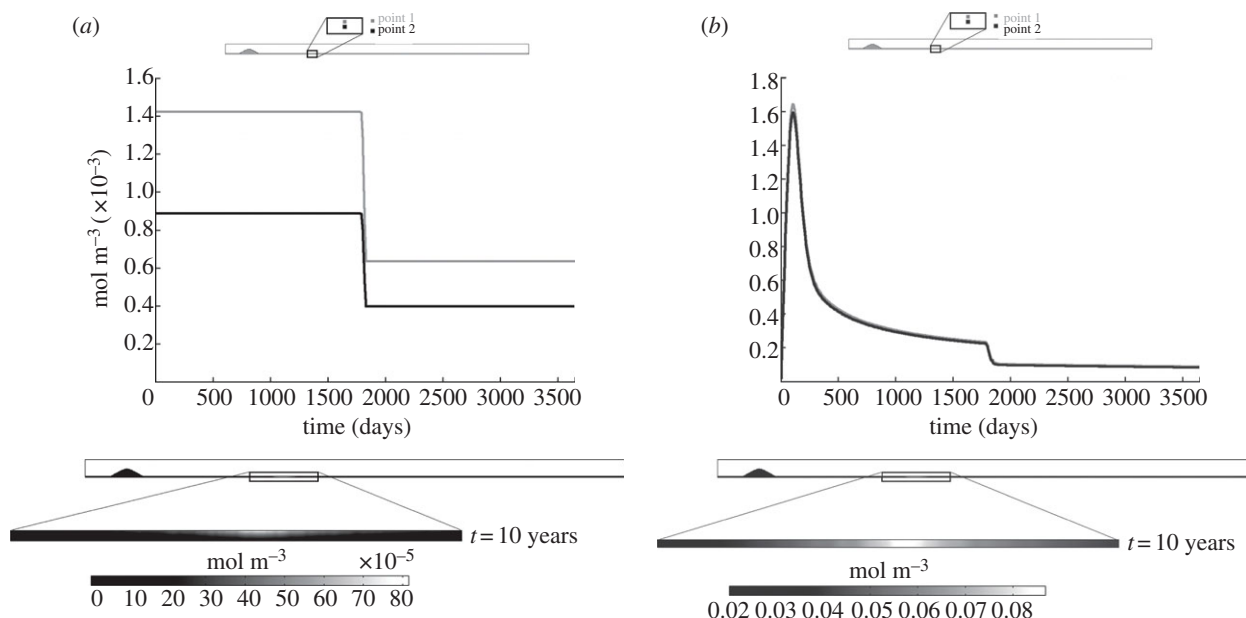 (a)
point 1
point 2
1.6
1.4
1.2
1.0
0.8
0.6
0.4
0.2
mol m⁻³ (×10⁻³)
0 500 1000 1500 2000 2500 3000 3500
time (days)
t = 10 years
mol m⁻³ ×10⁻⁵
0 10 20 30 40 50 60 70 80
(b)
point 1
point 2
1.8
1.6
1.4
1.2
1.0
0.8
0.6
0.4
0.2
0 500 1000 1500 2000 2500 3000 3500
time (days)
t = 10 years
mol m⁻³
0.02 0.03 0.04 0.05 0.06 0.07 0.08